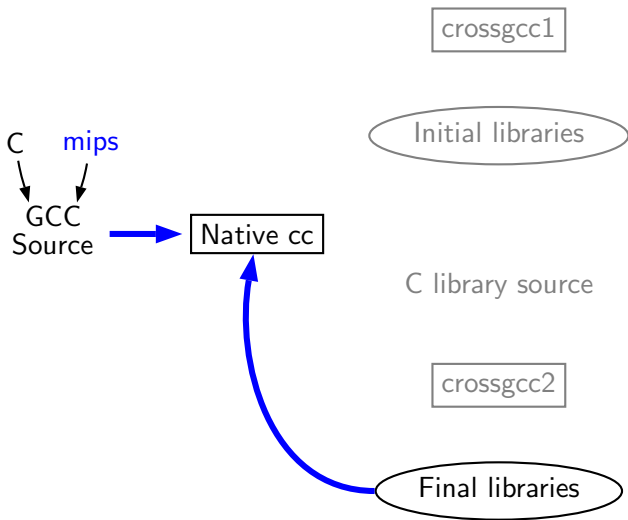 crossgcc1
Initial libraries
C
mips
GCC
Source
Native cc
C library source
crossgcc2
Final libraries